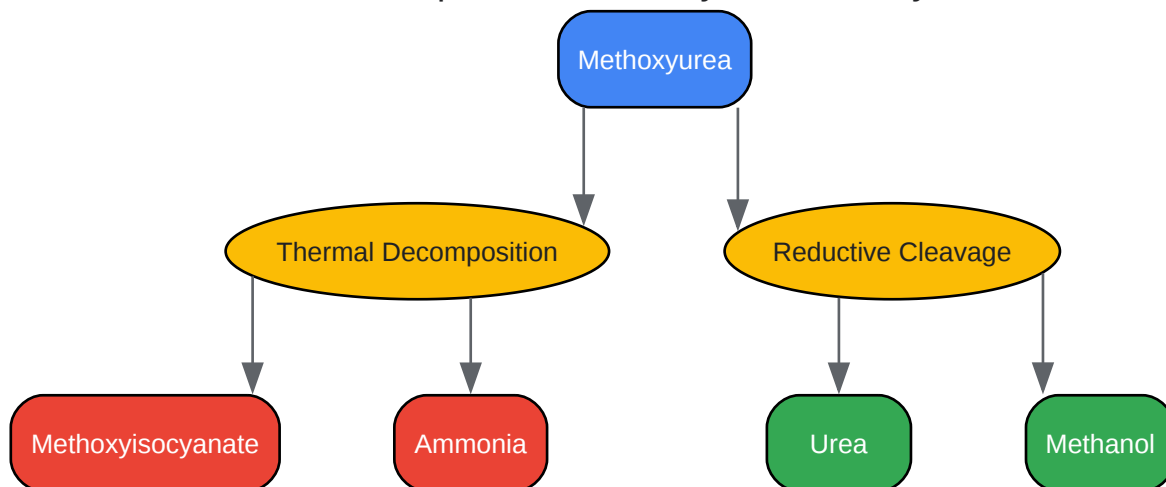 Methoxyurea
Thermal Decomposition
Reductive Cleavage
Methoxyisocyanate
Ammonia
Urea
Methanol